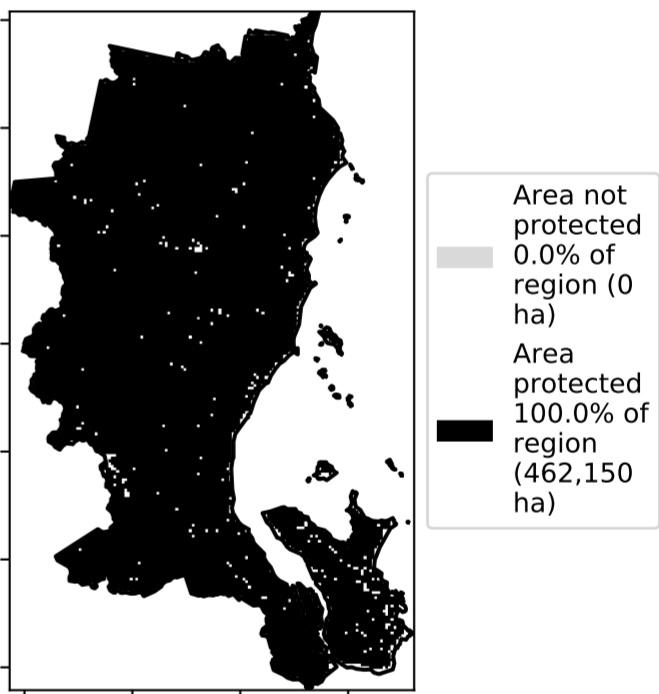 Area not
protected
0.0% of
region (0
ha)
Area
protected
100.0% of
region
(462,150
ha)